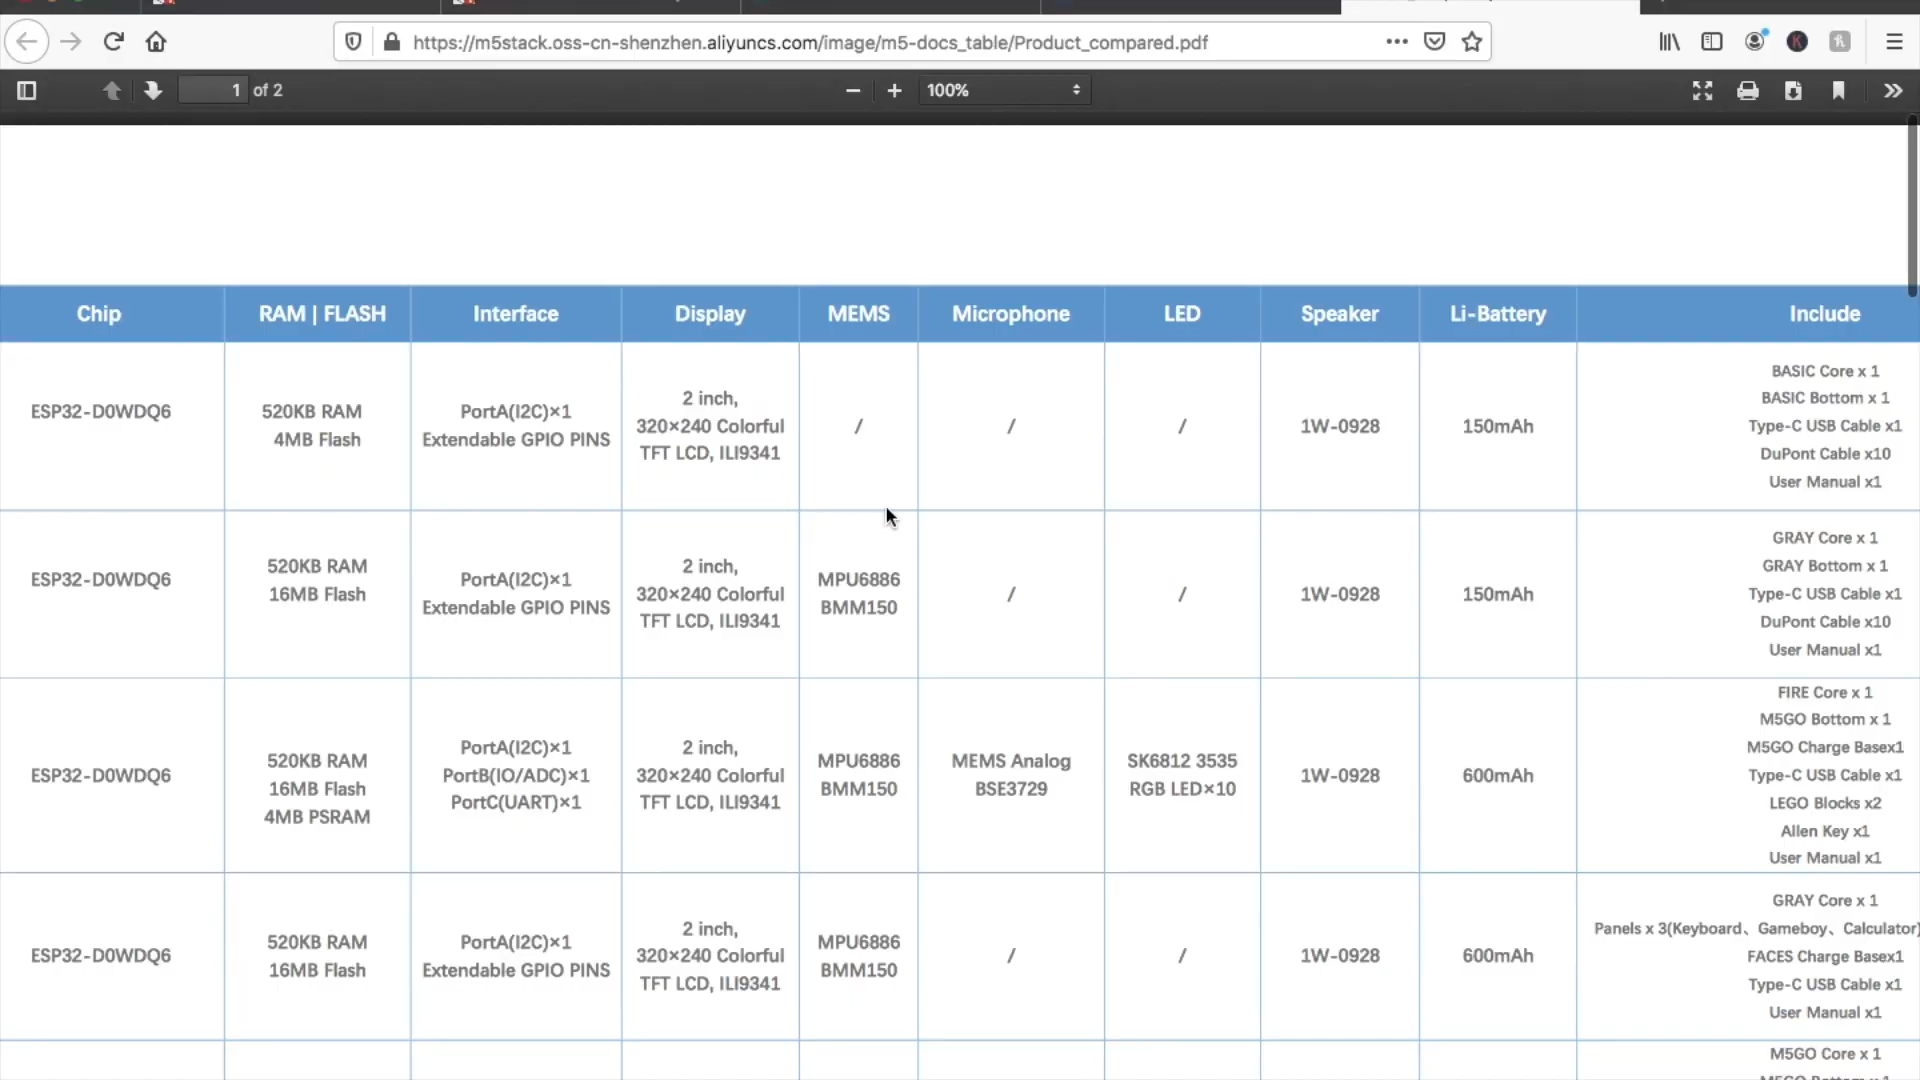 https://m5stack.oss-cn-shenzhen.aliyuncs.com/image/m5-docs_table/Product_compared.pdf
1 of 2
100%
Chip RAM | FLASH Interface Display MEMS Microphone LED Speaker Li-Battery Include
ESP32-D0WDQ6
520KB RAM
4MB Flash
PortA(I2C)×1
Extendable GPIO PINS
2 inch,
320×240 Colorful
TFT LCD, ILI9341
/
/
/
1W-0928
150mAh
BASIC Core x 1
BASIC Bottom x 1
Type-C USB Cable x1
DuPont Cable x10
User Manual x1
ESP32-D0WDQ6
520KB RAM
16MB Flash
PortA(I2C)×1
Extendable GPIO PINS
2 inch,
320×240 Colorful
TFT LCD, ILI9341
MPU6886
BMM150
/
/
1W-0928
150mAh
GRAY Core x 1
GRAY Bottom x 1
Type-C USB Cable x1
DuPont Cable x10
User Manual x1
ESP32-D0WDQ6
520KB RAM
16MB Flash
4MB PSRAM
PortA(I2C)×1
PortB(IO/ADC)×1
PortC(UART)×1
2 inch,
320×240 Colorful
TFT LCD, ILI9341
MPU6886
BMM150
MEMS Analog
BSE3729
SK6812 3535
RGB LED×10
1W-0928
600mAh
FIRE Core x 1
M5GO Bottom x 1
M5GO Charge Basex1
Type-C USB Cable x1
LEGO Blocks x2
Allen Key x1
User Manual x1
ESP32-D0WDQ6
520KB RAM
16MB Flash
PortA(I2C)×1
Extendable GPIO PINS
2 inch,
320×240 Colorful
TFT LCD, ILI9341
MPU6886
BMM150
/
/
1W-0928
600mAh
GRAY Core x 1
Panels x 3(Keyboard、Gameboy、Calculator)
FACES Charge Basex1
Type-C USB Cable x1
User Manual x1
M5GO Core x 1